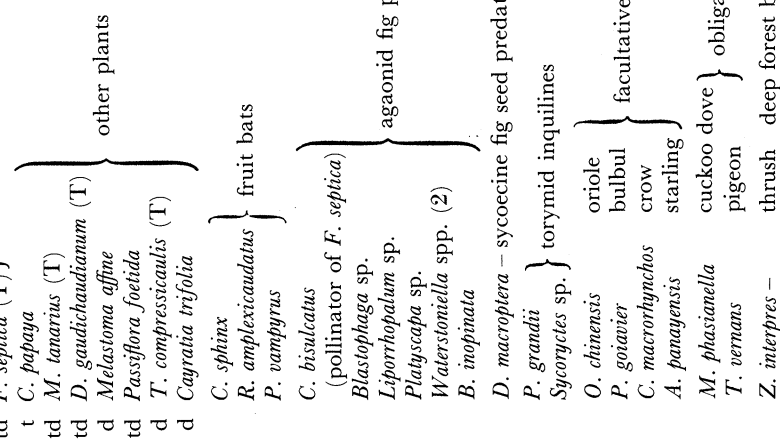 td F. septica (T)
t C. papaya
td M. tanarius (T)
td D. gaudichaudianum (T)
d Melastoma affine
td Passiflora foetida
d T. compressicaulis (T)
d Cayratia trifolia
other plants
C. sphinx
R. amplexicaudatus
P. vampyrus
fruit bats
C. bisulcatus
(pollinator of F. septica)
Blastophaga sp.
Liporrhopalum sp.
Platyscapa sp.
Waterstoniella spp. (2)
B. inopinata
agaonid fig p
D. macroptera – sycoecine fig seed predat
P. grandii
Sycoryctes sp.
torymid inquilines
O. chinensis oriole
P. goiavier bulbul
C. macrorhynchos crow
A. panayensis starling
facultative
M. phasianella cuckoo dove
T. vernans pigeon
obliga
Z. interpres – thrush deep forest b